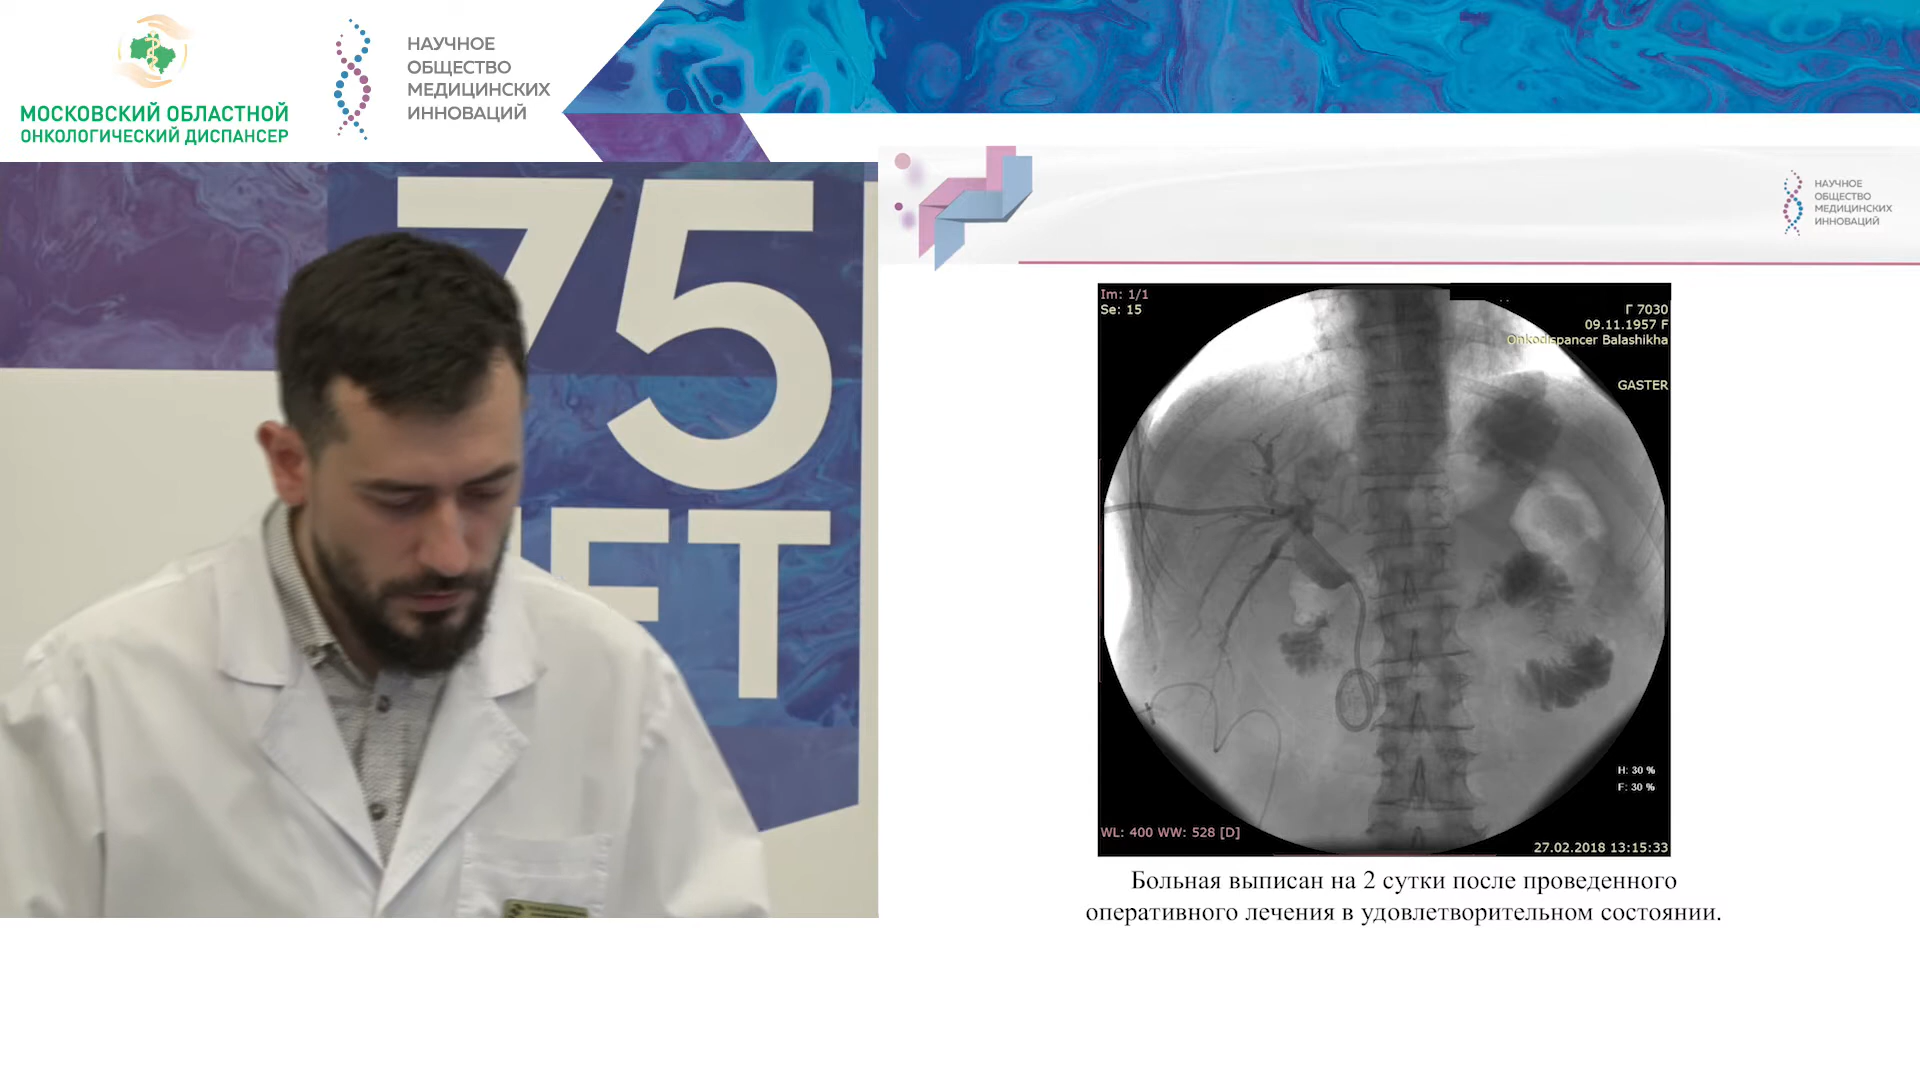 МОСКОВСКИЙ ОБЛАСТНОЙ
ОНКОЛОГИЧЕСКИЙ ДИСПАНСЕР
НАУЧНОЕ
ОБЩЕСТВО
МЕДИЦИНСКИХ
ИННОВАЦИЙ
75
ЛЕТ
НАУЧНОЕ
ОБЩЕСТВО
МЕДИЦИНСКИХ
ИННОВАЦИЙ
Im: 1/1
Se: 15
Г 7030
09.11.1957 F
Onkodispancer Balashikha
GASTER
H: 30 %
F: 30 %
WL: 400 WW: 528 [D]
27.02.2018 13:15:33
Больная выписан на 2 сутки после проведенного
оперативного лечения в удовлетворительном состоянии.